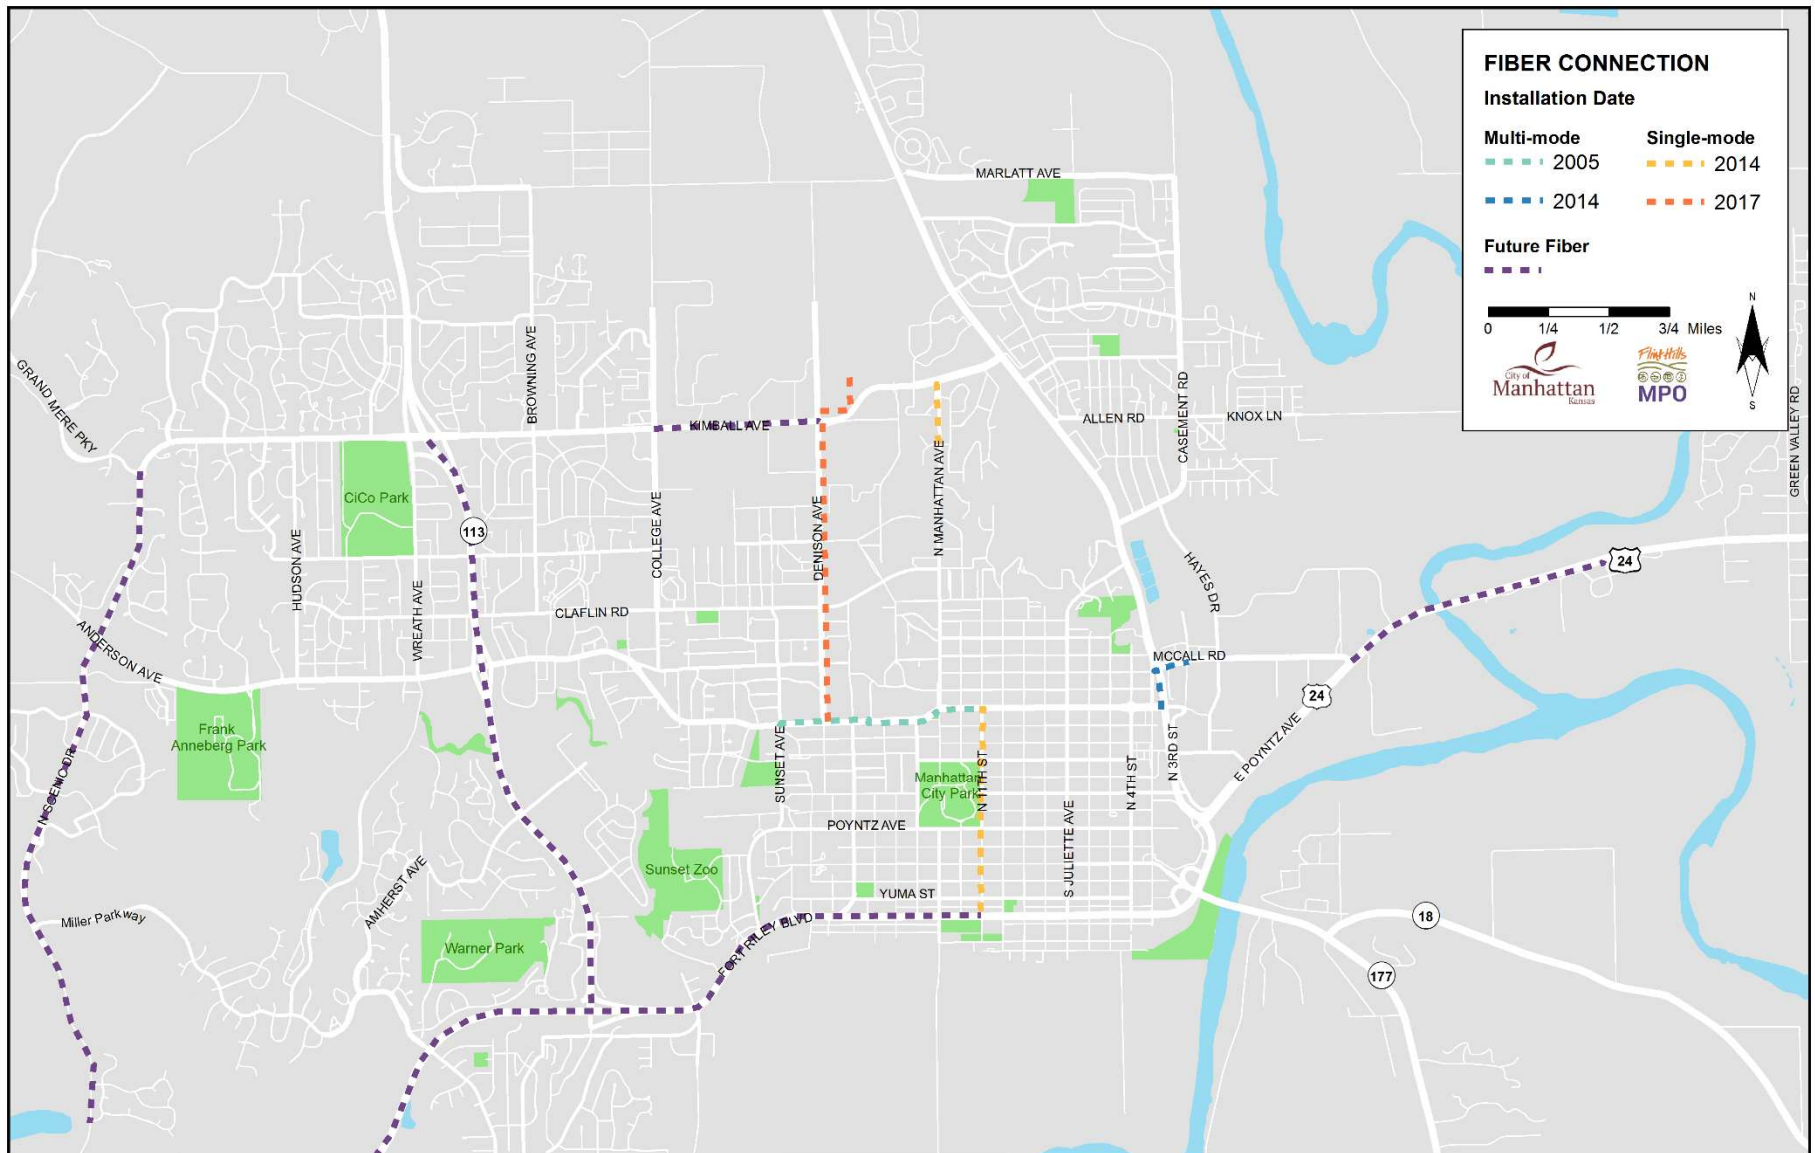 FIBER CONNECTION
Installation Date
Multi-mode
Single-mode
2005
2014
2014
2017
Future Fiber
0 1/4 1/2 3/4 Miles
N
S
City of
Manhattan
Kansas
Flint Hills
MPO
MARLATT AVE
GRAND MERE PKY
BROWNING AVE
KIMBALL AVE
ALLEN RD
CASEMENT RD
KNOX LN
GREEN VALLEY RD
CiCo Park
113
HUDSON AVE
WREATH AVE
COLLEGE AVE
DENISON AVE
N MANHATTAN AVE
HAYES DR
24
CLAFLIN RD
ANDERSON AVE
MCCALL RD
24
Frank
Anneberg Park
N SCENIC DR
SUNSET AVE
Manhattan
City Park
N 11TH ST
N 4TH ST
N 3RD ST
E POYNTZ AVE
POYNTZ AVE
S JULIETTE AVE
Sunset Zoo
YUMA ST
AMHERST AVE
Miller Parkway
Warner Park
FORT RILEY BLVD
18
177